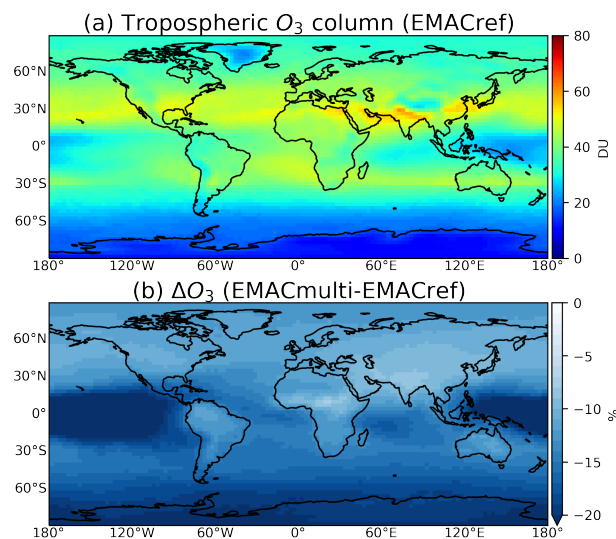 (a) Tropospheric O₃ column (EMACref)
60°N
30°N
0°
30°S
60°S
180° 120°W 60°W 0° 60°E 120°E 180°
80
60
40
20
0
DU
(b) ΔO₃ (EMACmulti-EMACref)
60°N
30°N
0°
30°S
60°S
180° 120°W 60°W 0° 60°E 120°E 180°
0
−5
−10
−15
−20
%